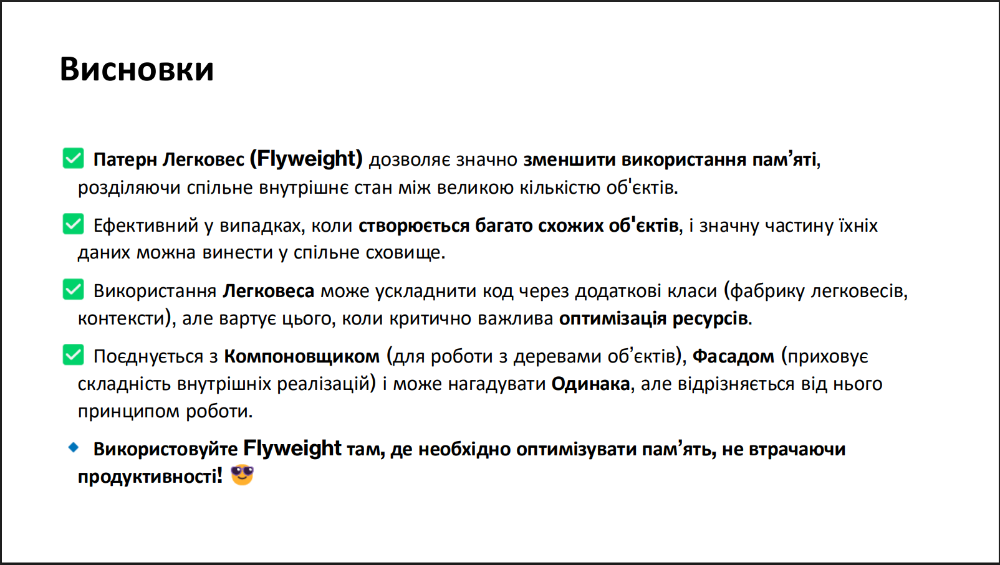 Висновки
✅ Патерн Легковес (Flyweight) дозволяє значно зменшити використання пам’яті,
розділяючи спільне внутрішнє стан між великою кількістю об'єктів.
✅ Ефективний у випадках, коли створюється багато схожих об'єктів, і значну частину їхніх
даних можна винести у спільне сховище.
✅ Використання Легковеса може ускладнити код через додаткові класи (фабрику легковесів,
контексти), але вартує цього, коли критично важлива оптимізація ресурсів.
✅ Поєднується з Компоновщиком (для роботи з деревами об’єктів), Фасадом (приховує
складність внутрішніх реалізацій) і може нагадувати Одинака, але відрізняється від нього
принципом роботи.
🔹 Використовуйте Flyweight там, де необхідно оптимізувати пам’ять, не втрачаючи
продуктивності! 😎